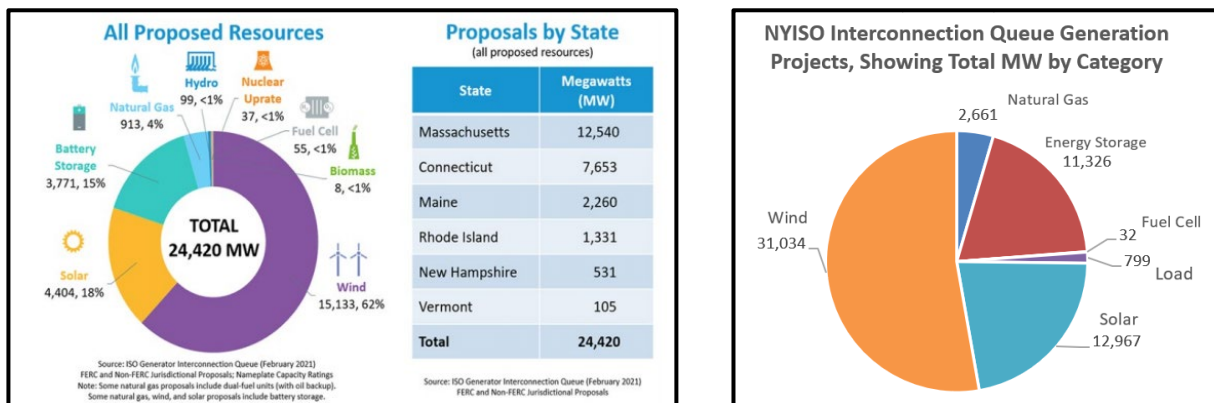 All Proposed Resources
Hydro
99, <1%
Nuclear
Uprate
37, <1%
Natural Gas
913, 4%
Fuel Cell
55, <1%
Battery
Storage
3,771, 15%
Biomass
8, <1%
TOTAL
24,420 MW
Solar
4,404, 18%
Wind
15,133, 62%
Source: ISO Generator Interconnection Queue (February 2021)
FERC and Non-FERC Jurisdictional Proposals; Nameplate Capacity Ratings
Note: Some natural gas proposals include dual-fuel units (with oil backup).
Some natural gas, wind, and solar proposals include battery storage.
Proposals by State
(all proposed resources)
State Megawatts
(MW)
Massachusetts 12,540
Connecticut 7,653
Maine 2,260
Rhode Island 1,331
New Hampshire 531
Vermont 105
Total 24,420
Source: ISO Generator Interconnection Queue (February 2021)
FERC and Non-FERC Jurisdictional Proposals
NYISO Interconnection Queue Generation
Projects, Showing Total MW by Category
Natural Gas
2,661
Energy Storage
11,326
Fuel Cell
32
799
Load
Wind
31,034
Solar
12,967